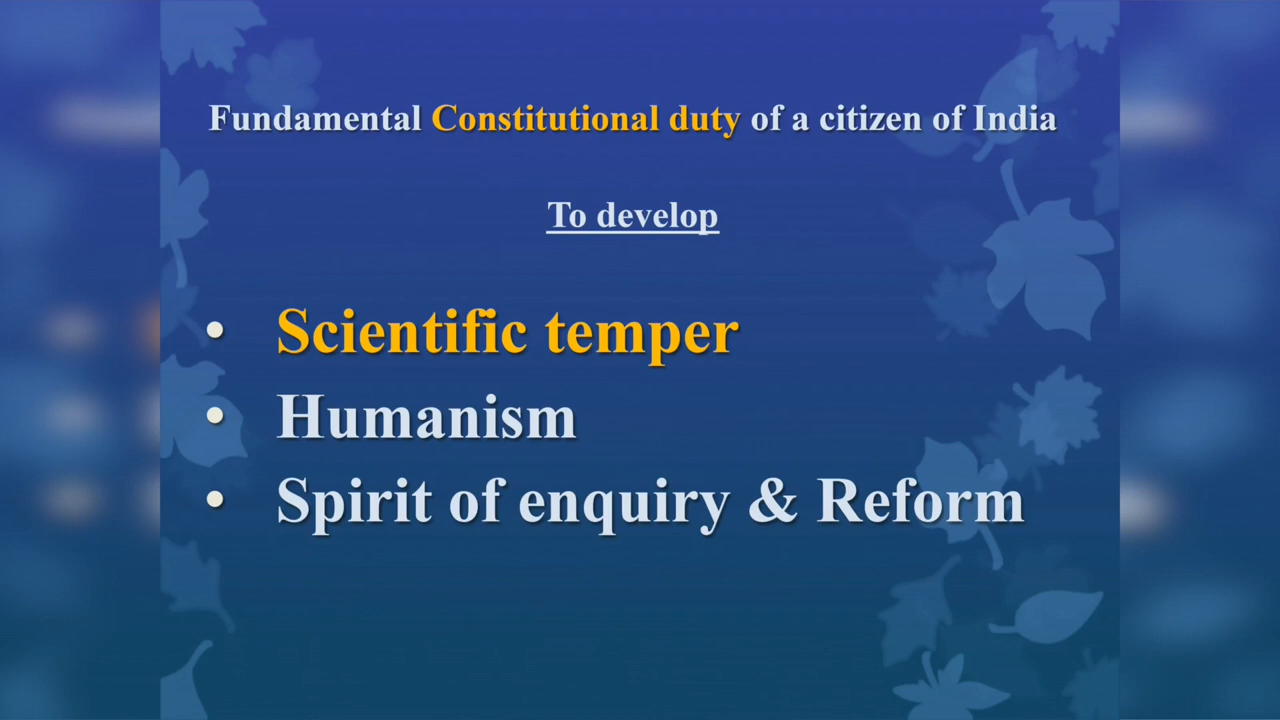 Fundamental Constitutional duty of a citizen of India
To develop
• Scientific temper
• Humanism
• Spirit of enquiry & Reform